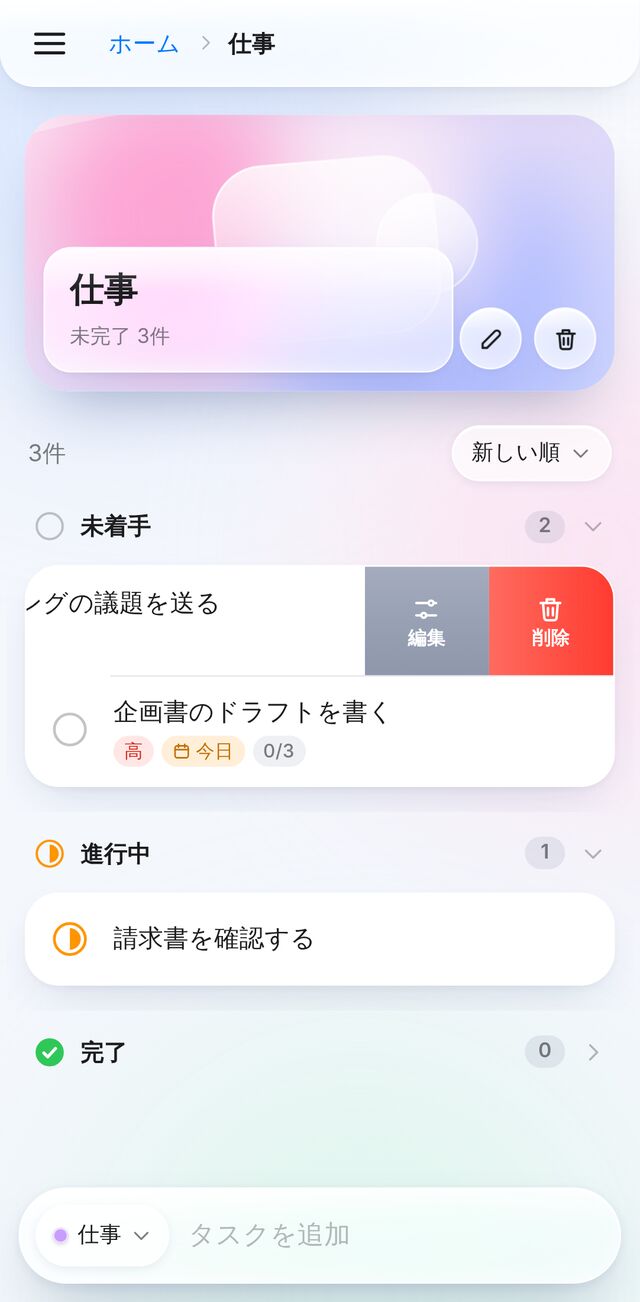 ホーム > 仕事
仕事
未完了 3件
3件
新しい順
未着手
2
ングの議題を送る
編集
削除
企画書のドラフトを書く
高
今日
0/3
進行中
1
請求書を確認する
完了
0
仕事
タスクを追加